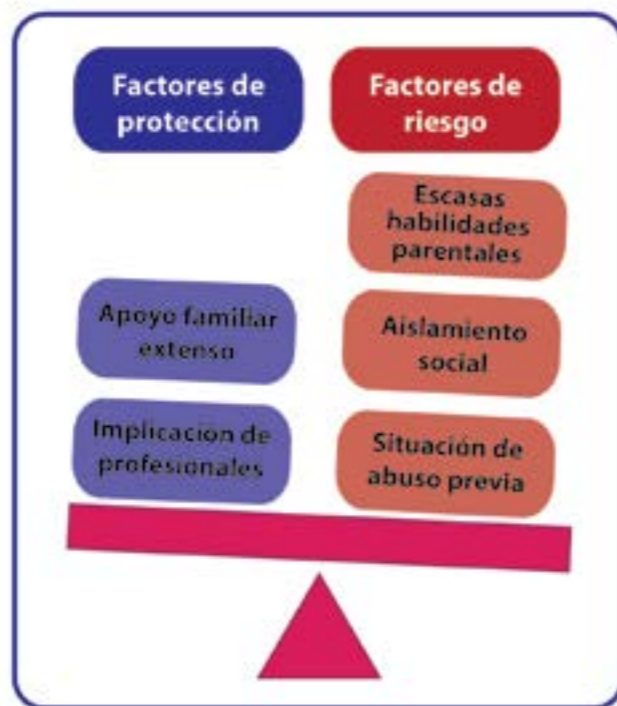 Factores de
protección
Factores de
riesgo
Escasas
habilidades
parentales
Apoyo familiar
extenso
Aislamiento
social
Implicación de
profesionales
Situación de
abuso previa